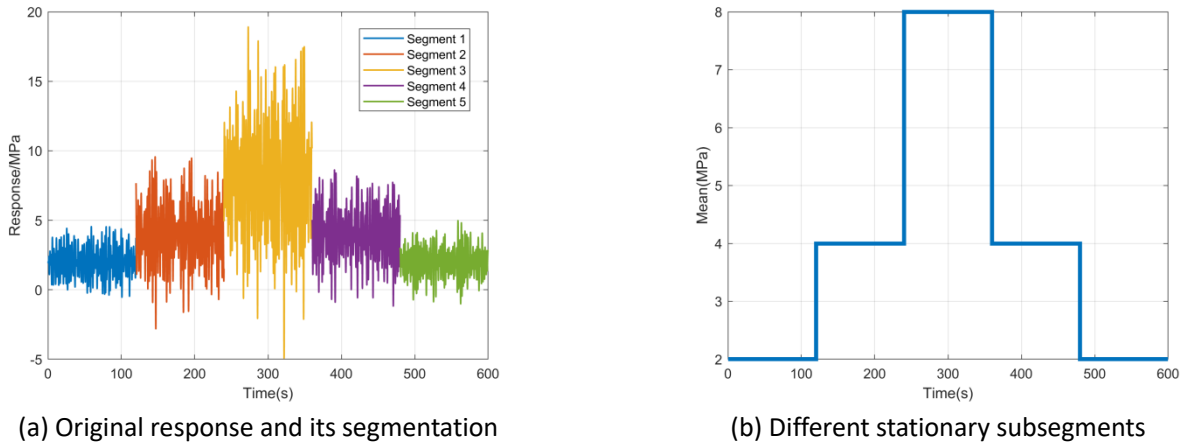 20
15
10
5
0
-5
Response/MPa
0 100 200 300 400 500 600
Time(s)
Segment 1
Segment 2
Segment 3
Segment 4
Segment 5
(a) Original response and its segmentation
8
7
6
5
4
3
2
Mean(MPa)
0 100 200 300 400 500 600
Time(s)
(b) Different stationary subsegments